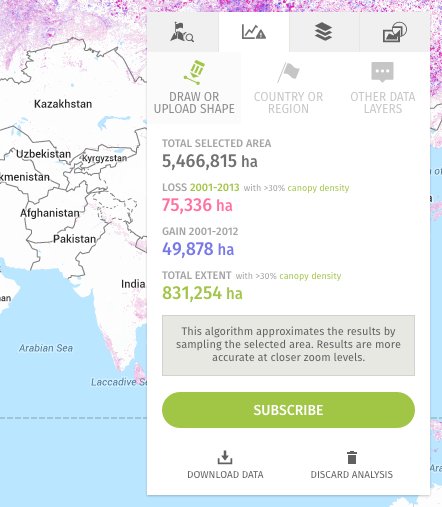 Kazakhstan
Uzbekistan
Kyrgyzstan
kmenistan
Afghanistan
Pakistan
India
an
Arabian Sea
Laccadive S
DRAW OR
UPLOAD SHAPE
COUNTRY OR
REGION
OTHER DATA
LAYERS
TOTAL SELECTED AREA
5,466,815 ha
LOSS 2001-2013 with >30% canopy density
75,336 ha
GAIN 2001-2012
49,878 ha
TOTAL EXTENT with >30% canopy density
831,254 ha
This algorithm approximates the results by
sampling the selected area. Results are more
accurate at closer zoom levels.
SUBSCRIBE
DOWNLOAD DATA
DISCARD ANALYSIS